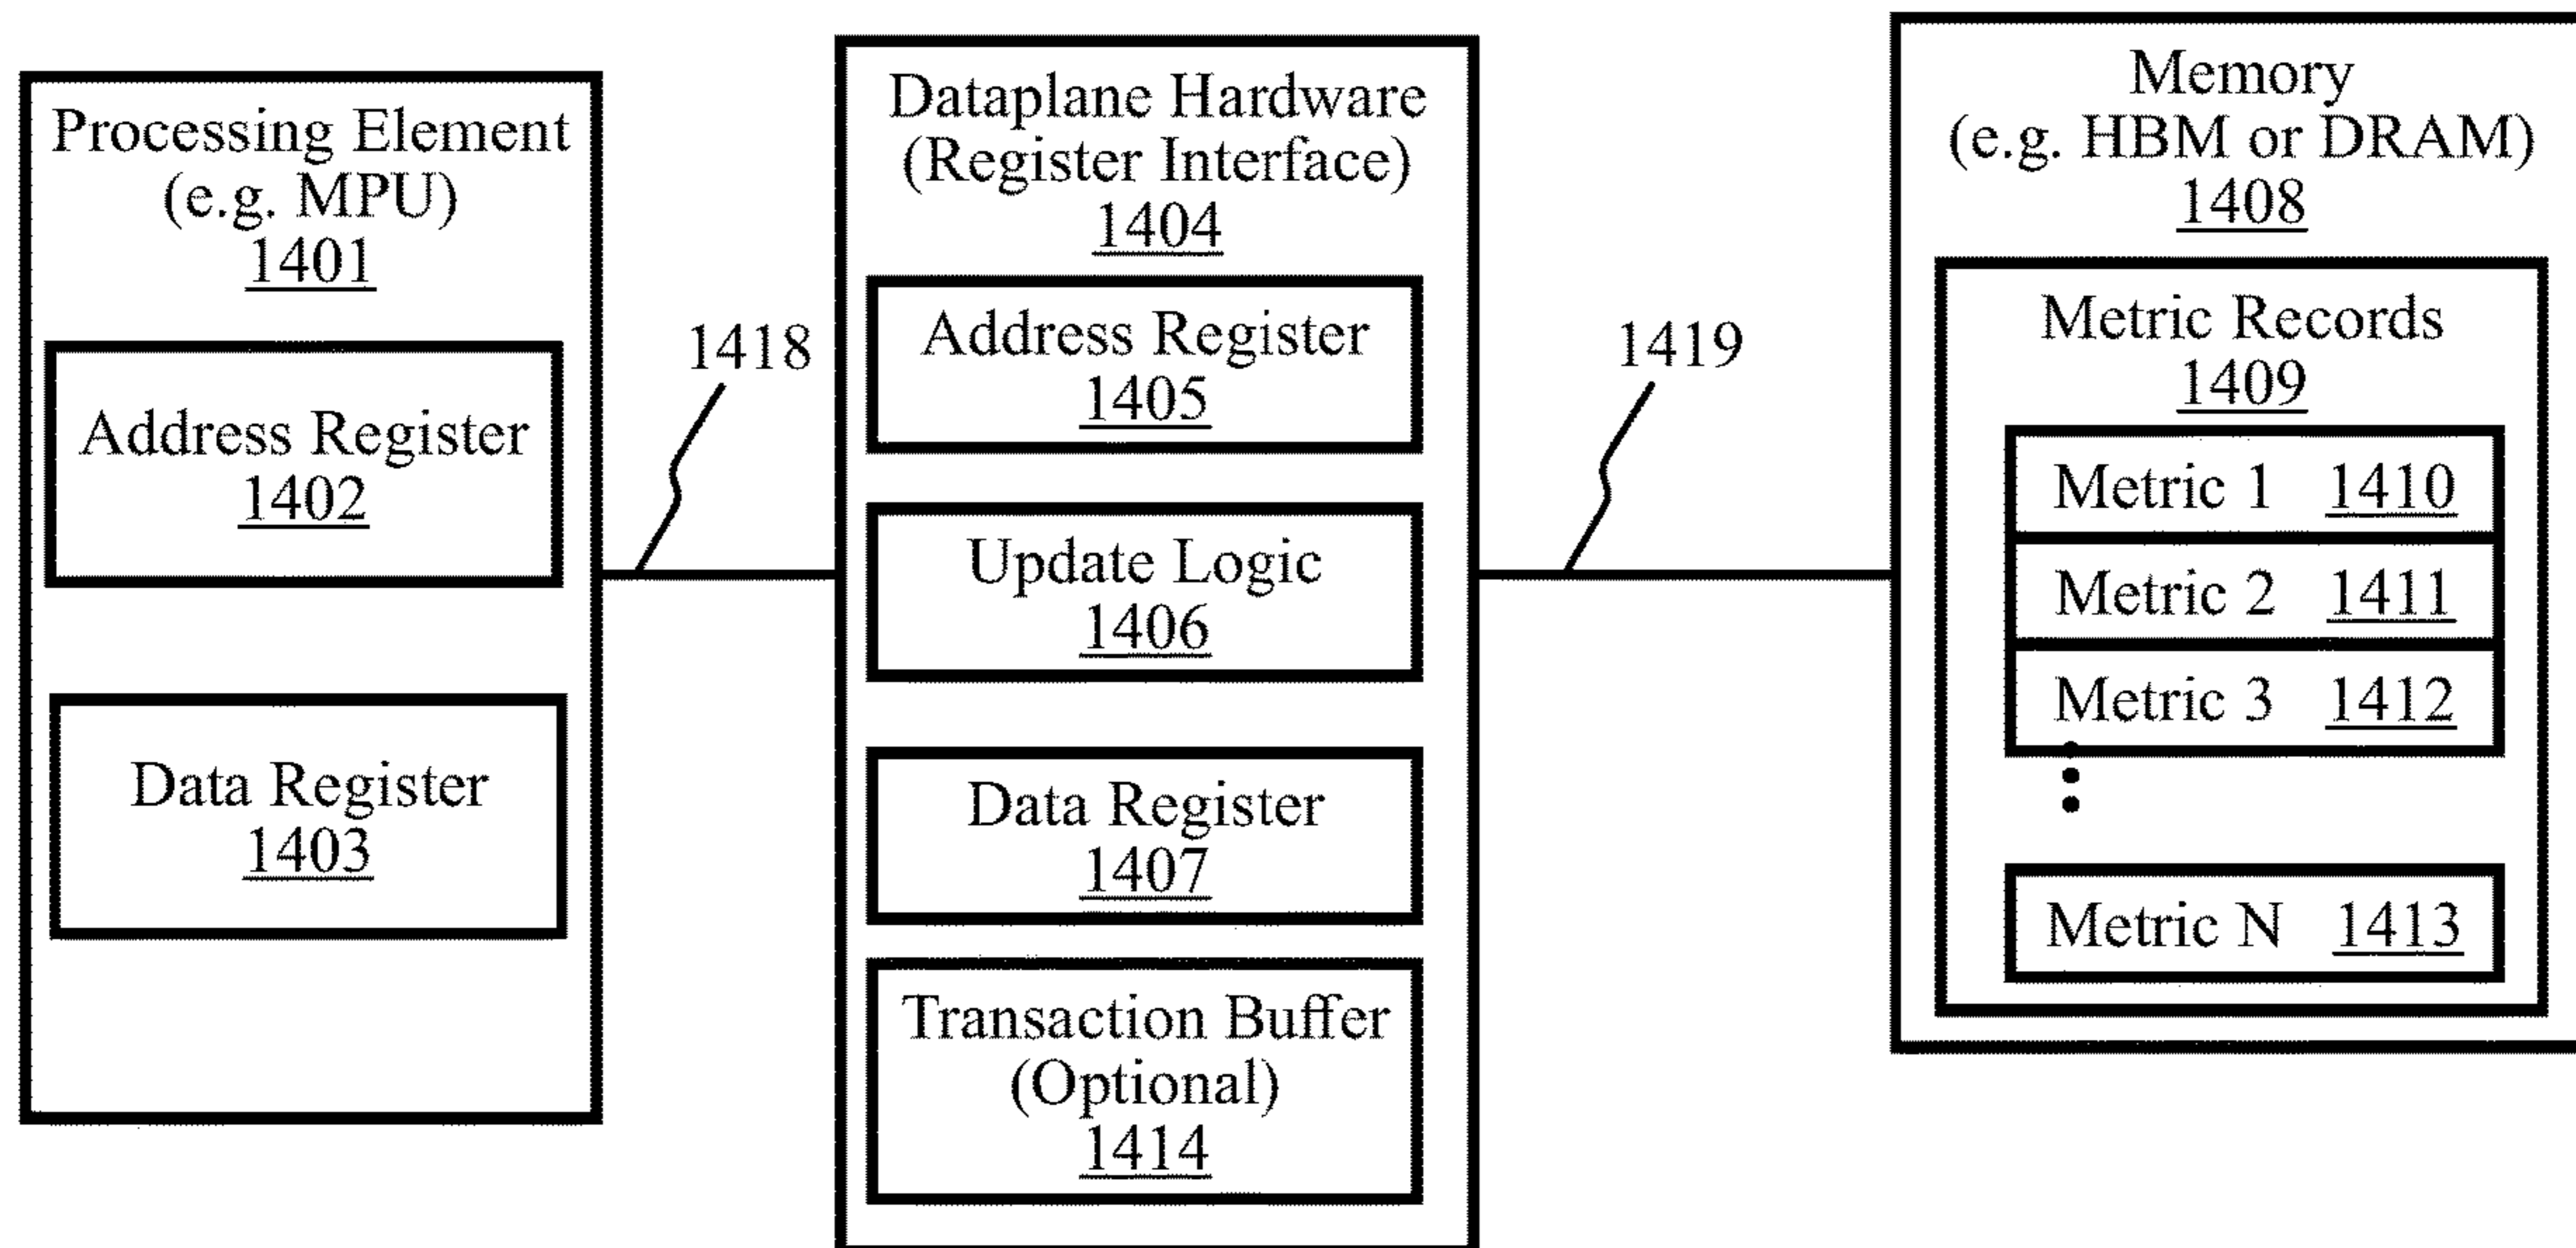 Processing Element
(e.g. MPU)
1401
Address Register
1402
Data Register
1403
1418
Dataplane Hardware
(Register Interface)
1404
Address Register
1405
Update Logic
1406
Data Register
1407
Transaction Buffer
(Optional)
1414
1419
Memory
(e.g. HBM or DRAM)
1408
Metric Records
1409
Metric 1 1410
Metric 2 1411
Metric 3 1412
Metric N 1413